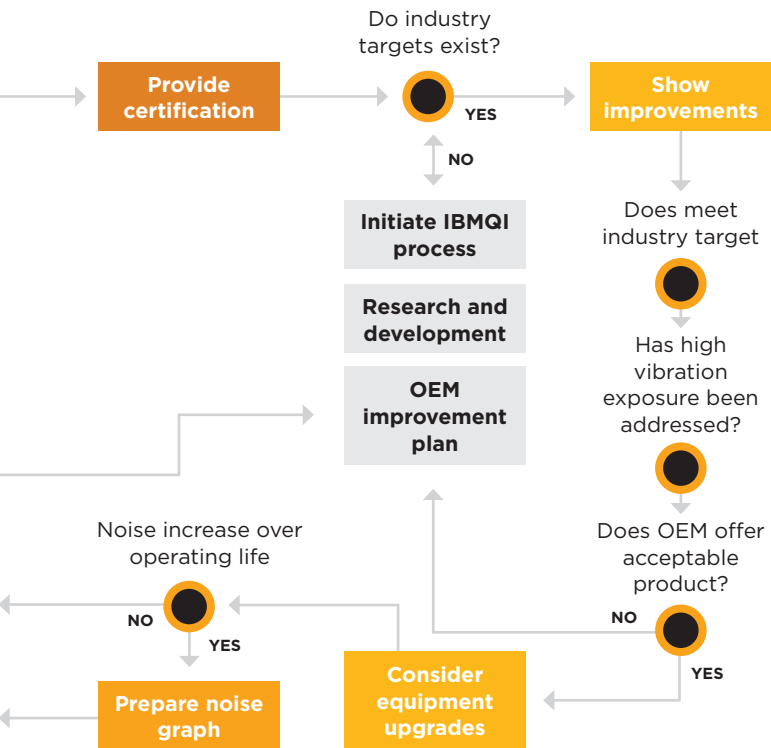 Do industry
targets exist?
Provide
certification
YES
Show
improvements
NO
Initiate IBMQI
process
Does meet
industry target
Research and
development
Has high
vibration
exposure been
addressed?
OEM
improvement
plan
Noise increase over
operating life
Does OEM offer
acceptable
product?
NO
YES
NO
YES
Consider
equipment
upgrades
Prepare noise
graph